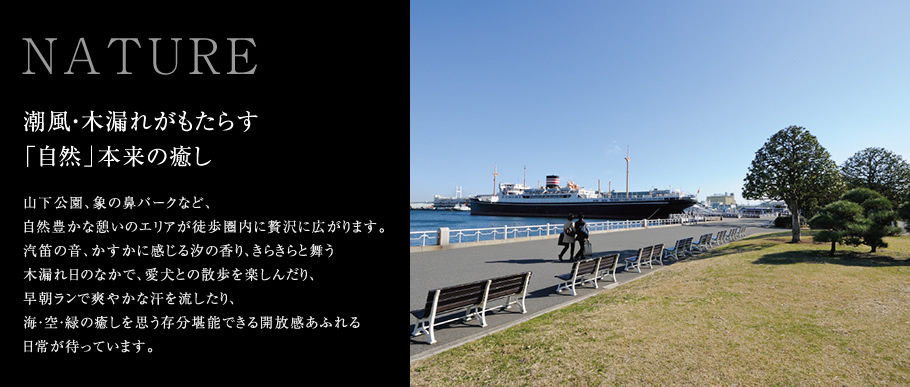 NATURE
潮風・木漏れがもたらす
「自然」本来の癒し
山下公園、象の鼻パークなど、
自然豊かな憩いのエリアが徒歩圏内に贅沢に広がります。
汽笛の音、かすかに感じる汐の香り、きらきらと舞う
木漏れ日のなかで、愛犬との散歩を楽しんだり、
早朝ランで爽やかな汗を流したり、
海・空・緑の癒しを思う存分堪能できる開放感あふれる
日常が待っています。